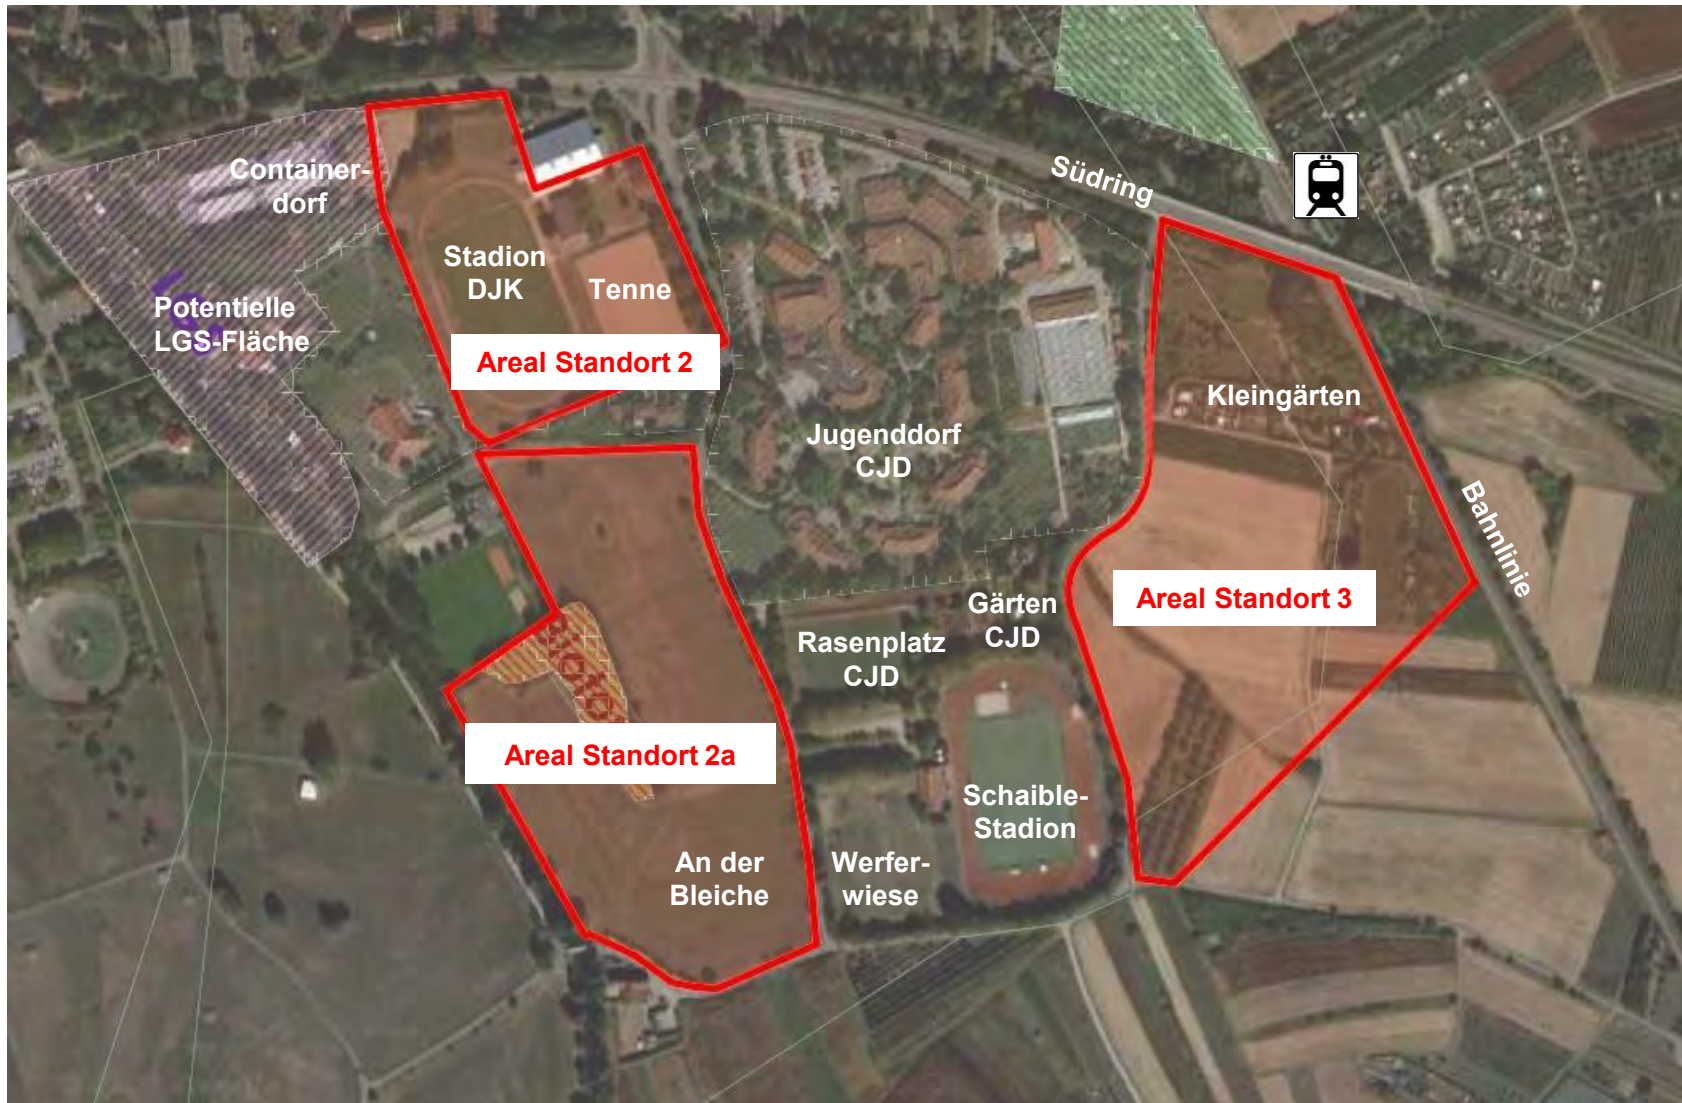 Container-
dorf
Südring
Stadion
DJK
Tenne
Potentielle
LGS-Fläche
LGS
Areal Standort 2
Kleingärten
Jugenddorf
CJD
Bahnlinie
Areal Standort 3
Gärten
CJD
Rasenplatz
CJD
Areal Standort 2a
Schaible-
Stadion
An der
Bleiche
Werfer-
wiese